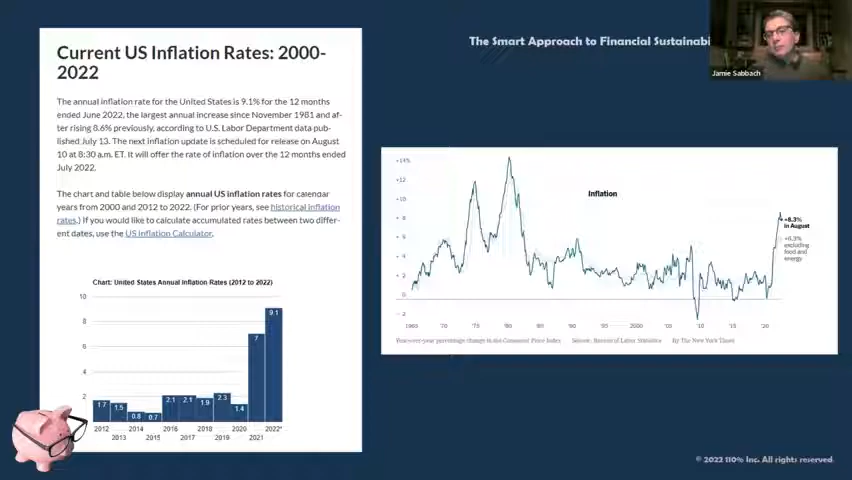 The Smart Approach to Financial Sustainabi
Jamie Sabbach
Current US Inflation Rates: 2000-
2022
The annual inflation rate for the United States is 9.1% for the 12 months
ended June 2022, the largest annual increase since November 1981 and af-
ter rising 8.6% previously, according to U.S. Labor Department data pub-
lished July 13. The next inflation update is scheduled for release on August
10 at 8:30 a.m. ET. It will offer the rate of inflation over the 12 months ended
July 2022.
The chart and table below display annual US inflation rates for calendar
years from 2000 and 2012 to 2022. (For prior years, see historical inflation
rates.) If you would like to calculate accumulated rates between two differ-
ent dates, use the US Inflation Calculator.
Chart: United States Annual Inflation Rates (2012 to 2022)
10
8
6
4
2
1.7 1.5 0.8 0.7 2.1 2.1 1.9 2.3 1.4 7 9.1
2012 2014 2016 2018 2020 2022*
2013 2015 2017 2019 2021
Inflation
+14%
+12
+10
+ 8
+ 6
+ 4
+ 2
0
– 2
+8.3%
in August
+6.3%
excluding
food and
energy
1965 '70 '75 '80 '85 '90 '95 '00 '05 '10 '15 '20
Year-over-year percentage change in the Consumer Price Index Source: Bureau of Labor Statistics By The New York Times
© 2022 110% Inc. All rights reserved.